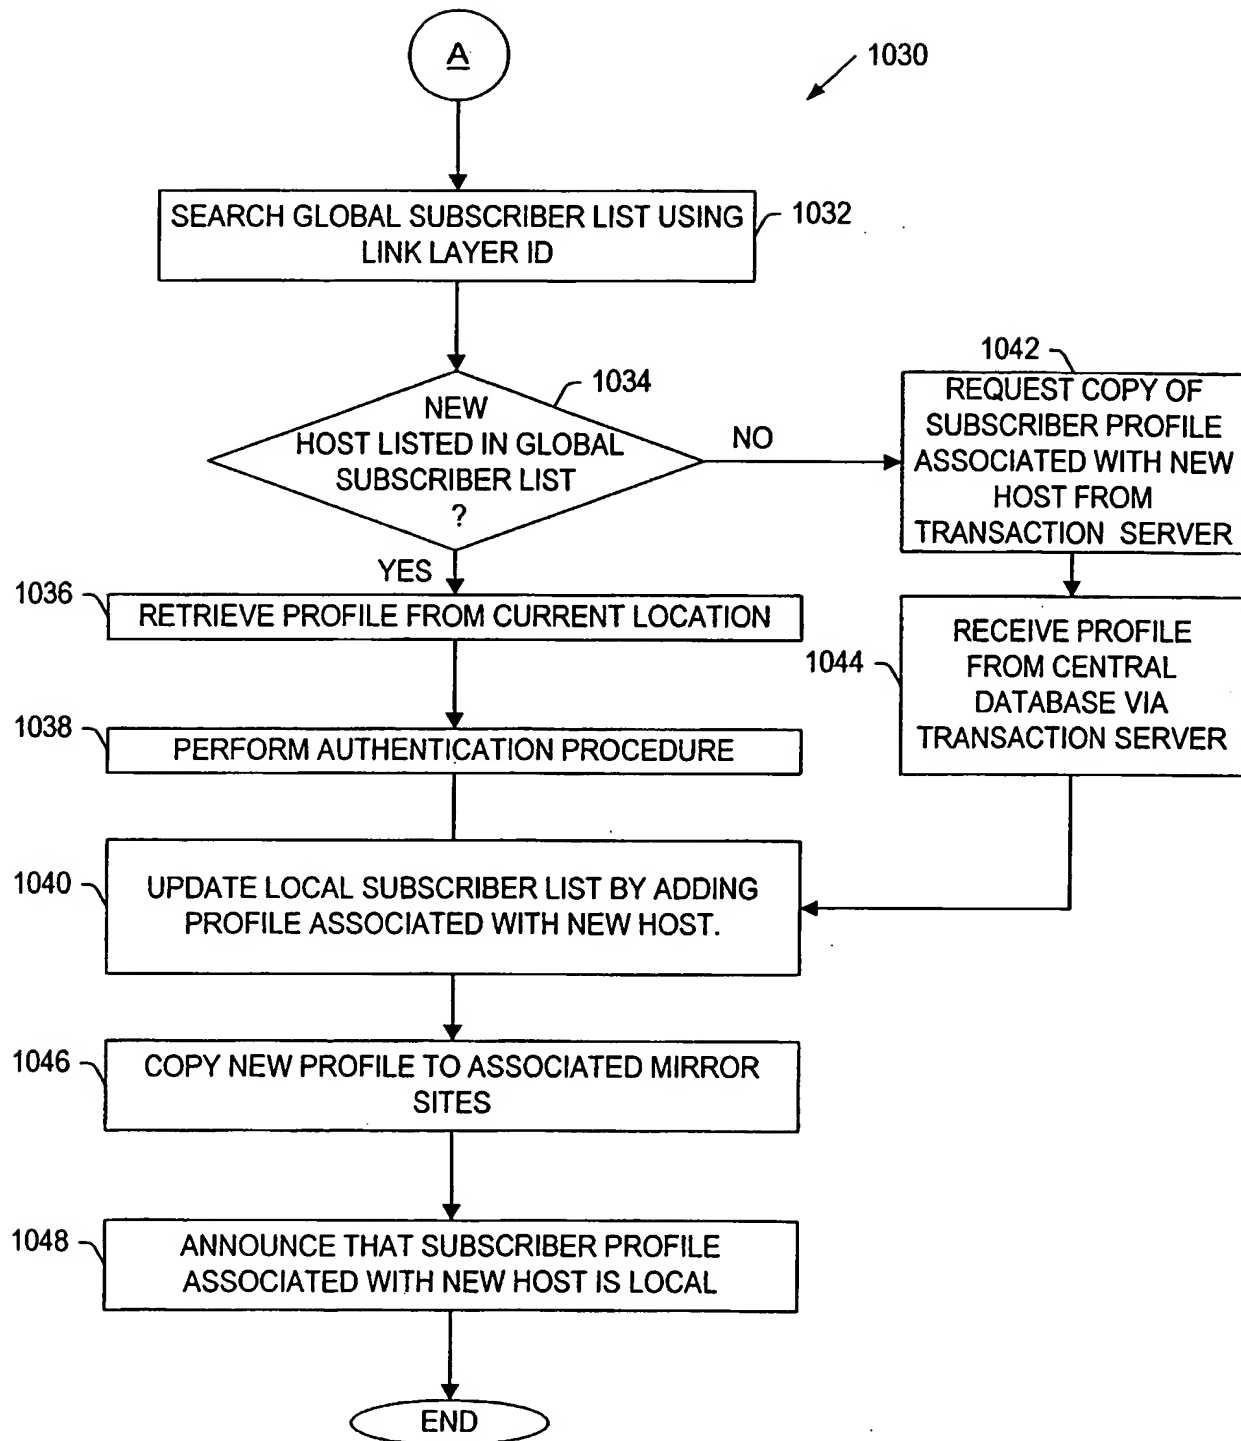 A
1030
SEARCH GLOBAL SUBSCRIBER LIST USING
LINK LAYER ID
1032
NEW
HOST LISTED IN GLOBAL
SUBSCRIBER LIST
?
1034
NO
YES
1042
REQUEST COPY OF
SUBSCRIBER PROFILE
ASSOCIATED WITH NEW
HOST FROM
TRANSACTION SERVER
1036
RETRIEVE PROFILE FROM CURRENT LOCATION
1044
RECEIVE PROFILE
FROM CENTRAL
DATABASE VIA
TRANSACTION SERVER
1038
PERFORM AUTHENTICATION PROCEDURE
1040
UPDATE LOCAL SUBSCRIBER LIST BY ADDING
PROFILE ASSOCIATED WITH NEW HOST.
1046
COPY NEW PROFILE TO ASSOCIATED MIRROR
SITES
1048
ANNOUNCE THAT SUBSCRIBER PROFILE
ASSOCIATED WITH NEW HOST IS LOCAL
END